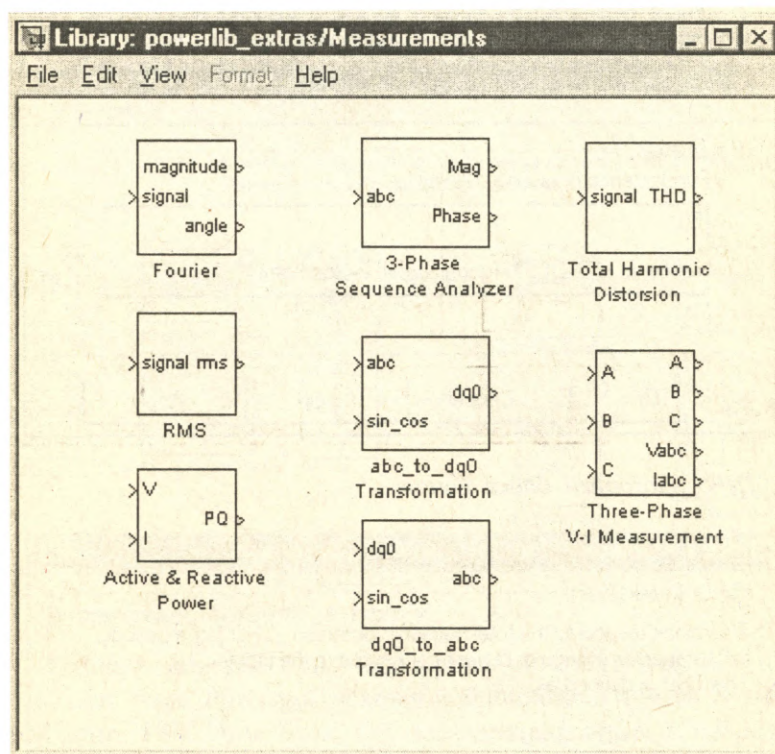 Library: powerlib_extras/Measurements
File Edit View Format Help
magnitude
signal
angle
Fourier
Mag
abc
Phase
3-Phase
Sequence Analyzer
signal THD
Total Harmonic
Distorsion
signal rms
RMS
abc
dq0
sin_cos
abc_to_dq0
Transformation
A
A
B
B
C
C
Vabc
Iabc
Three-Phase
V-I Measurement
V
PQ
I
Active & Reactive
Power
dq0
abc
sin_cos
dq0_to_abc
Transformation